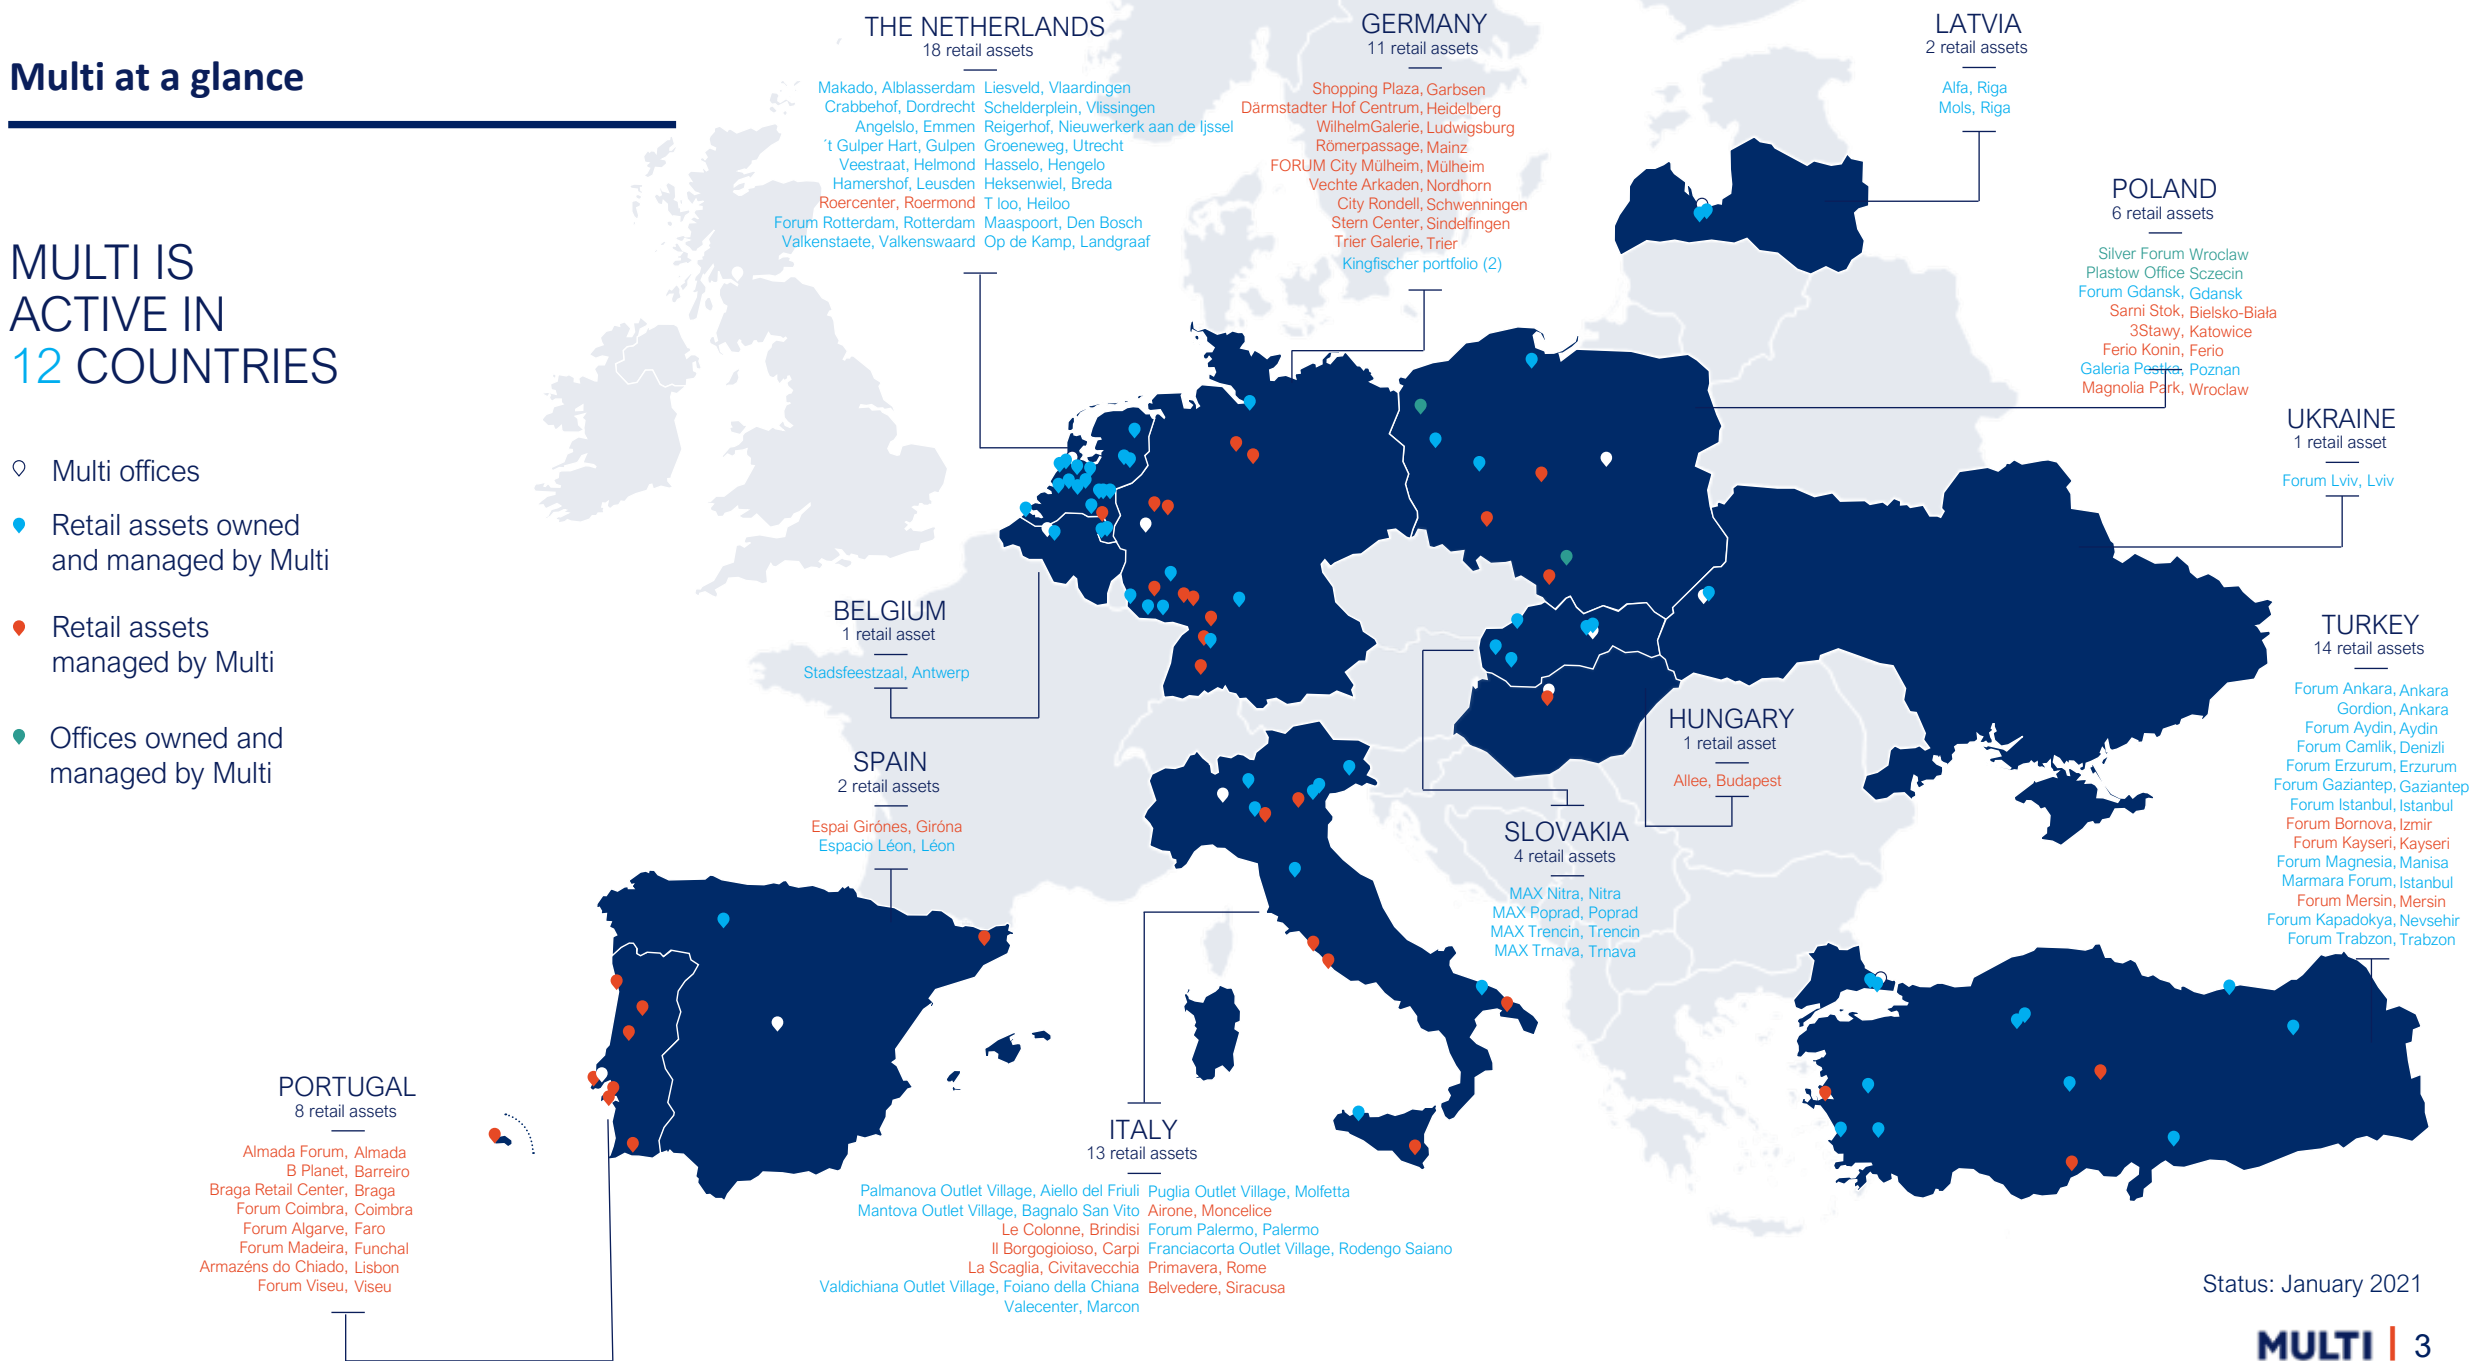 Multi at a glance
MULTI IS
ACTIVE IN
12 COUNTRIES
Multi offices
Retail assets owned
and managed by Multi
Retail assets
managed by Multi
Offices owned and
managed by Multi
THE NETHERLANDS
18 retail assets
Makado, Alblasserdam Liesveld, Vlaardingen
Crabbehof, Dordrecht Schelderplein, Vlissingen
Angelslo, Emmen Reigerhof, Nieuwerkerk aan de Ijssel
´t Gulper Hart, Gulpen Groeneweg, Utrecht
Veestraat, Helmond Hasselo, Hengelo
Hamershof, Leusden Heksenwiel, Breda
Roercenter, Roermond T loo, Heiloo
Forum Rotterdam, Rotterdam Maaspoort, Den Bosch
Valkenstaete, Valkenswaard Op de Kamp, Landgraaf
GERMANY
11 retail assets
Shopping Plaza, Garbsen
Därmstadter Hof Centrum, Heidelberg
WilhelmGalerie, Ludwigsburg
Römerpassage, Mainz
FORUM City Mülheim, Mülheim
Vechte Arkaden, Nordhorn
City Rondell, Schwenningen
Stern Center, Sindelfingen
Trier Galerie, Trier
Kingfischer portfolio (2)
LATVIA
2 retail assets
Alfa, Riga
Mols, Riga
POLAND
6 retail assets
Silver Forum Wroclaw
Plastow Office Sczecin
Forum Gdansk, Gdansk
Sarni Stok, Bielsko-Biała
3Stawy, Katowice
Ferio Konin, Ferio
Galeria Pestka, Poznan
Magnolia Park, Wroclaw
UKRAINE
1 retail asset
Forum Lviv, Lviv
BELGIUM
1 retail asset
Stadsfeestzaal, Antwerp
TURKEY
14 retail assets
Forum Ankara, Ankara
Gordion, Ankara
Forum Aydin, Aydin
Forum Camlik, Denizli
Forum Erzurum, Erzurum
Forum Gaziantep, Gaziantep
Forum Istanbul, Istanbul
Forum Bornova, Izmir
Forum Kayseri, Kayseri
Forum Magnesia, Manisa
Marmara Forum, Istanbul
Forum Mersin, Mersin
Forum Kapadokya, Nevsehir
Forum Trabzon, Trabzon
HUNGARY
1 retail asset
Allee, Budapest
SPAIN
2 retail assets
Espai Girónes, Giróna
Espacio Léon, Léon
SLOVAKIA
4 retail assets
MAX Nitra, Nitra
MAX Poprad, Poprad
MAX Trencin, Trencin
MAX Trnava, Trnava
PORTUGAL
8 retail assets
Almada Forum, Almada
B Planet, Barreiro
Braga Retail Center, Braga
Forum Coimbra, Coimbra
Forum Algarve, Faro
Forum Madeira, Funchal
Armazéns do Chiado, Lisbon
Forum Viseu, Viseu
ITALY
13 retail assets
Palmanova Outlet Village, Aiello del Friuli Puglia Outlet Village, Molfetta
Mantova Outlet Village, Bagnalo San Vito Airone, Moncelice
Le Colonne, Brindisi Forum Palermo, Palermo
Il Borgogioioso, Carpi Franciacorta Outlet Village, Rodengo Saiano
La Scaglia, Civitavecchia Primavera, Rome
Valdichiana Outlet Village, Foiano della Chiana Belvedere, Siracusa
Valecenter, Marcon
Status: January 2021
MULTI | 3